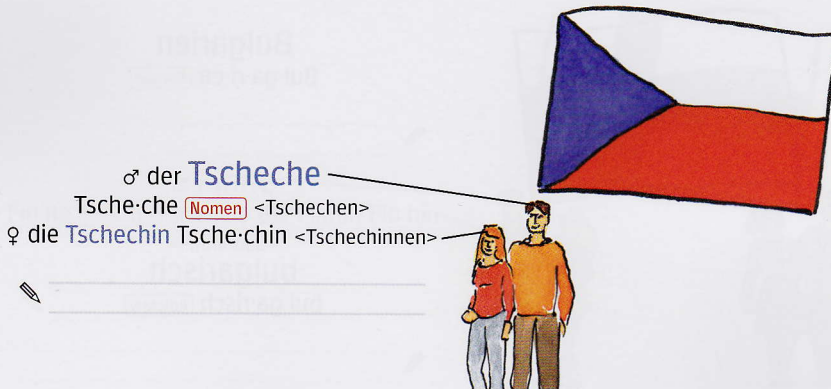 ♂ der Tscheche
Tsche·che Nomen <Tschechen>
♀ die Tschechin Tsche·chin <Tschechinnen>